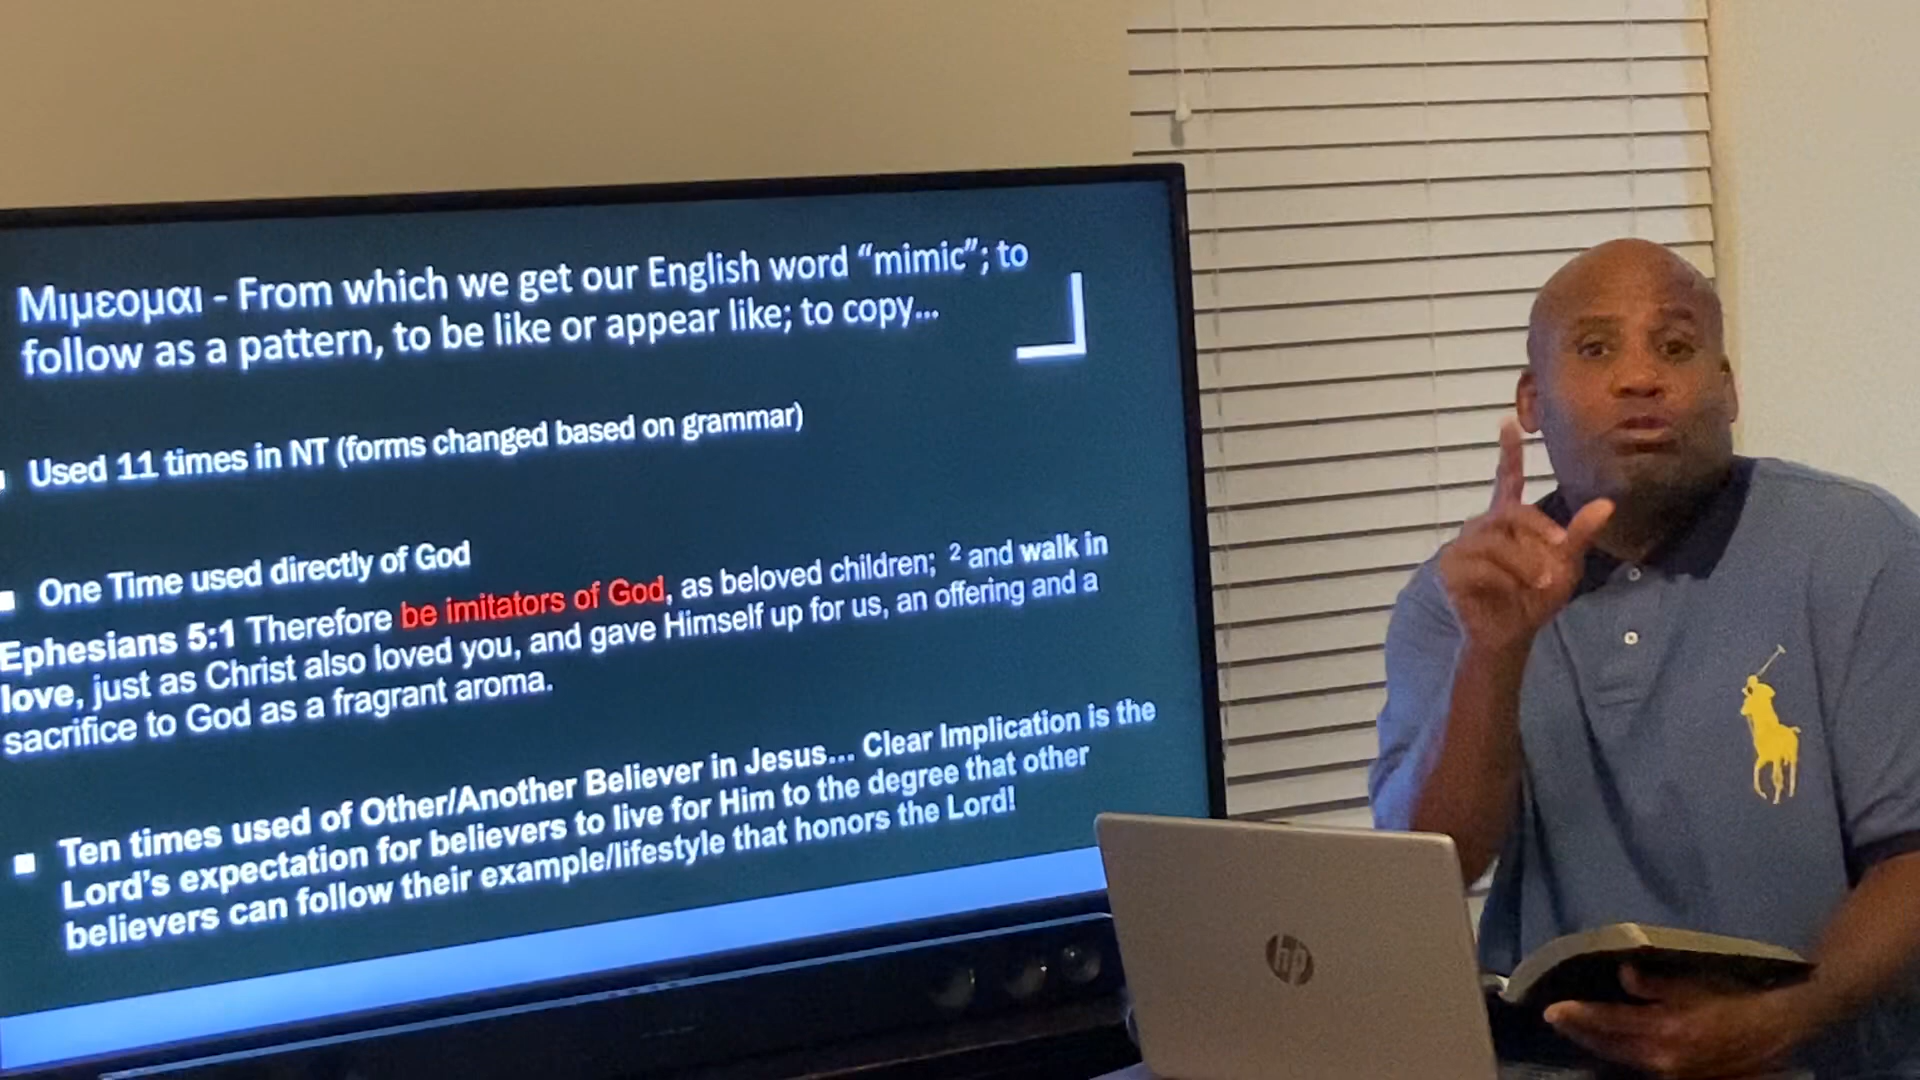 Μιμεομαι - From which we get our English word “mimic”; to
follow as a pattern, to be like or appear like; to copy...
Used 11 times in NT (forms changed based on grammar)
One Time used directly of God
Ephesians 5:1 Therefore be imitators of God, as beloved children; ² and walk in
love, just as Christ also loved you, and gave Himself up for us, an offering and a
sacrifice to God as a fragrant aroma.
Ten times used of Other/Another Believer in Jesus... Clear Implication is the
Lord’s expectation for believers to live for Him to the degree that other
believers can follow their example/lifestyle that honors the Lord!
hp